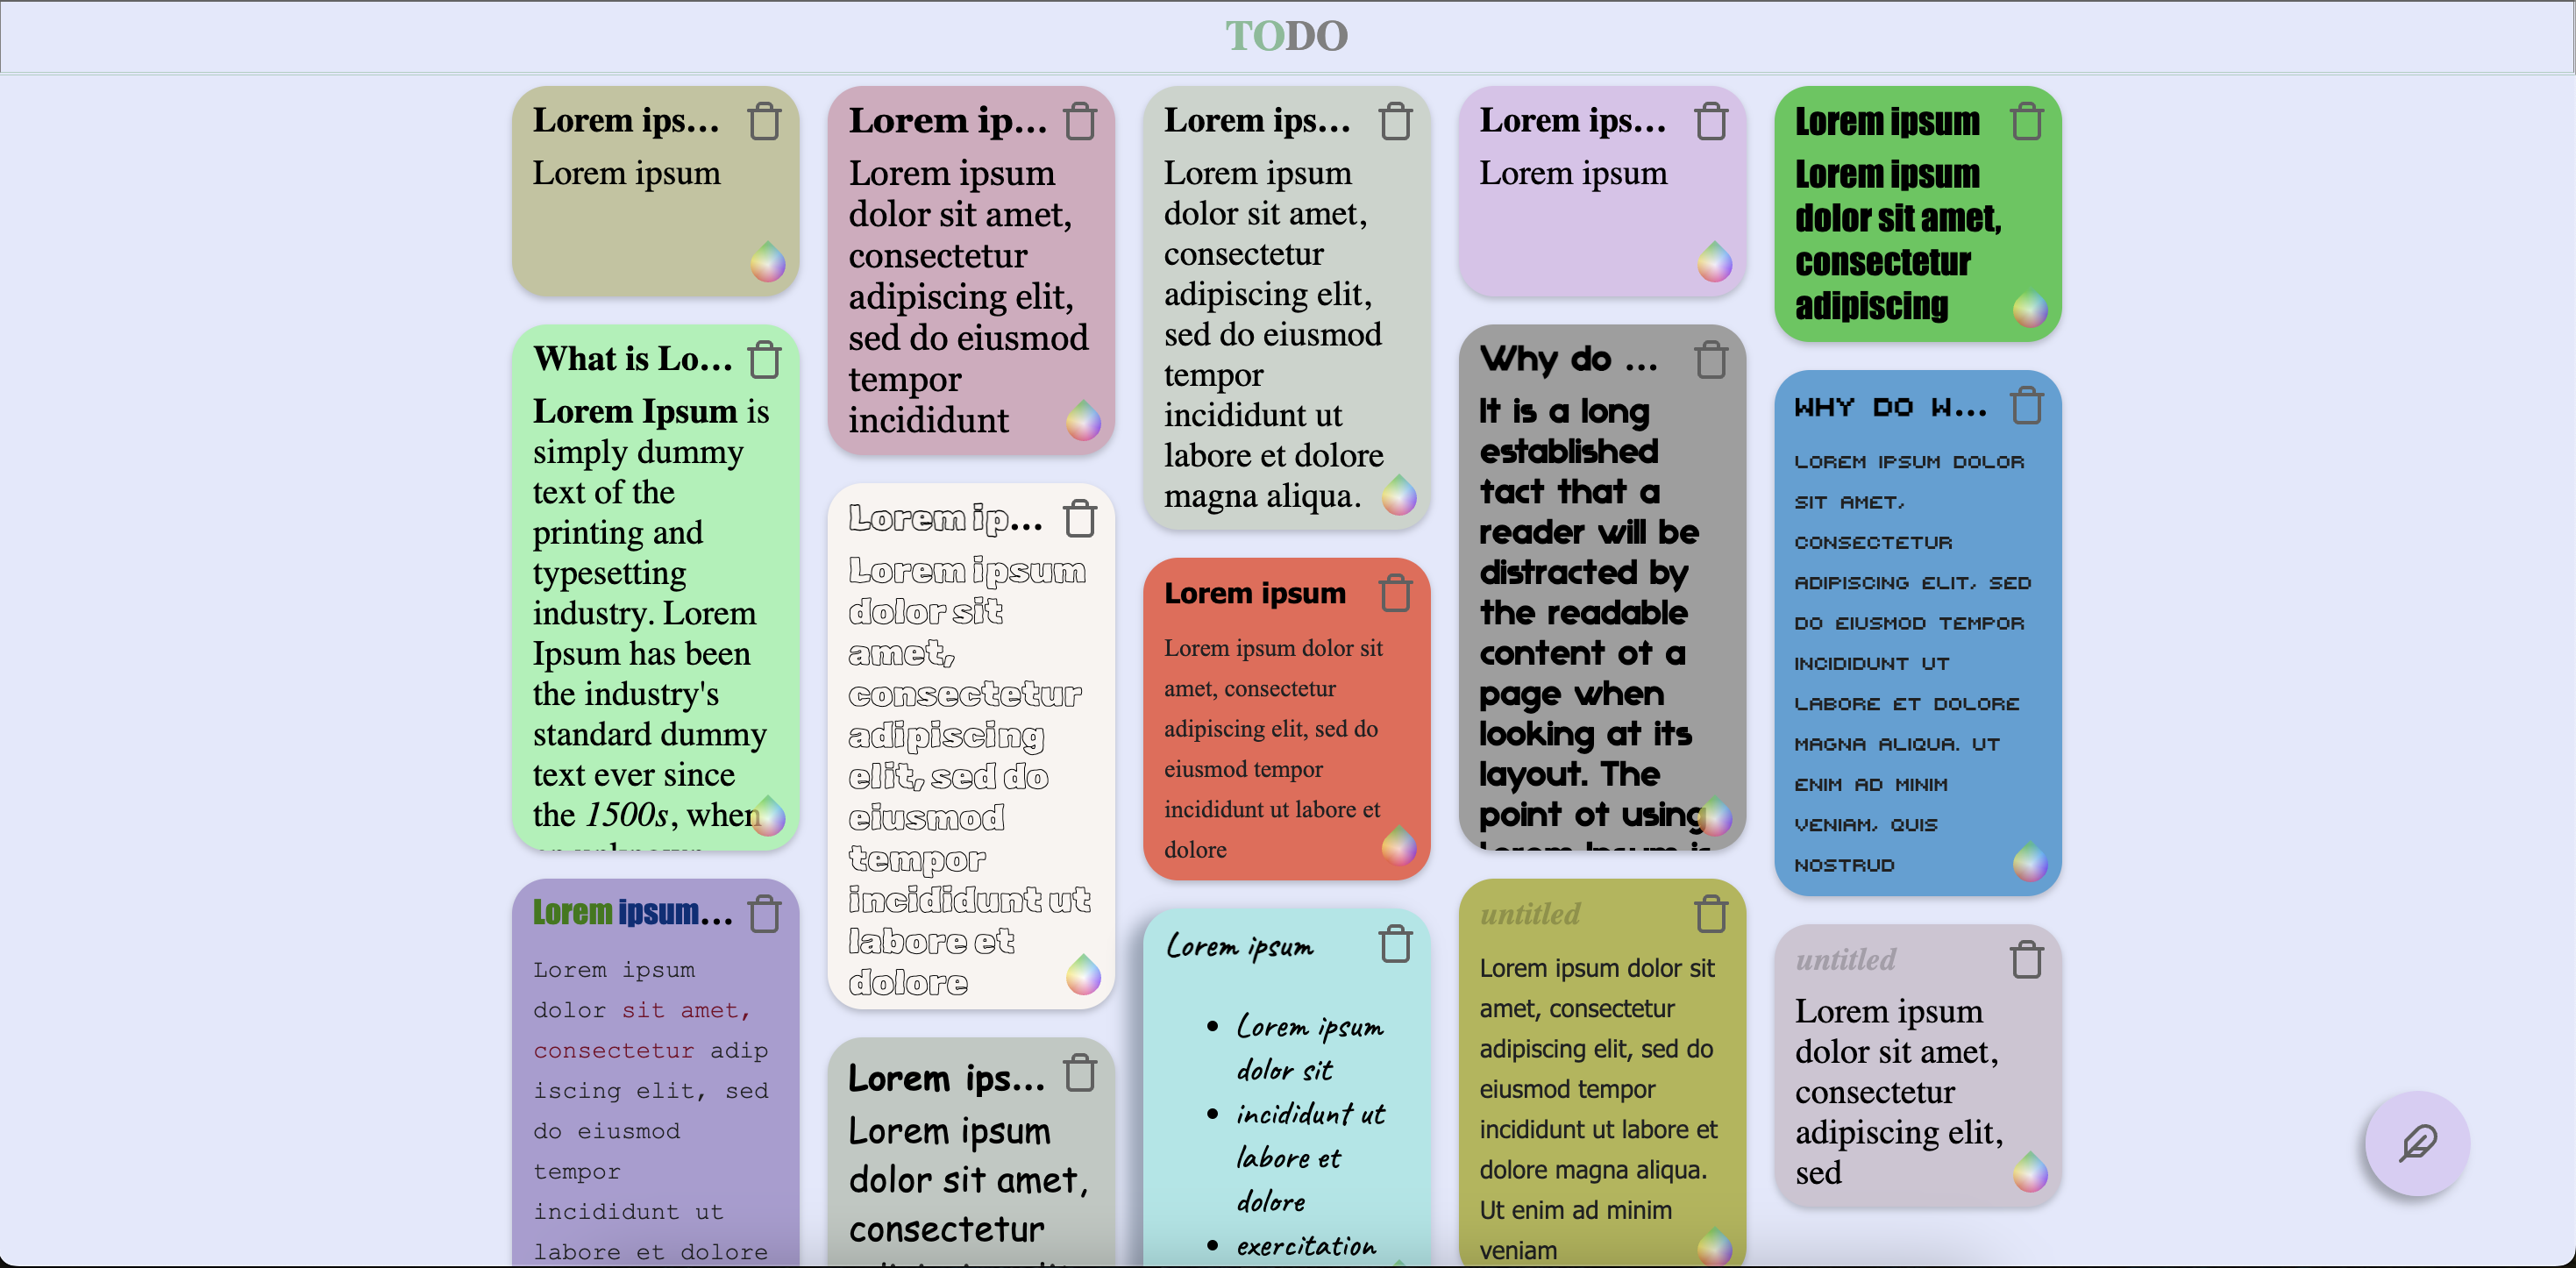 TODO
Lorem ips...
Lorem ipsum
What is Lo...
Lorem Ipsum is
simply dummy
text of the
printing and
typesetting
industry. Lorem
Ipsum has been
the industry's
standard dummy
text ever since
the 1500s, when
Lorem ipsum...
Lorem ipsum
dolor sit amet,
consectetur adip
iscing elit, sed
do eiusmod
tempor
incididunt ut
labore et dolore
Lorem ip...
Lorem ipsum
dolor sit amet,
consectetur
adipiscing elit,
sed do eiusmod
tempor
incididunt
Lorem ip...
Lorem ipsum
dolor sit
amet,
consectetur
adipiscing
elit, sed do
eiusmod
tempor
incididunt ut
labore et
dolore
Lorem ips...
Lorem ipsum
dolor sit amet,
consectetur
Lorem ips...
Lorem ipsum
dolor sit amet,
consectetur
adipiscing elit,
sed do eiusmod
tempor
incididunt ut
labore et dolore
magna aliqua.
Lorem ipsum
Lorem ipsum dolor sit
amet, consectetur
adipiscing elit, sed do
eiusmod tempor
incididunt ut labore et
dolore
Lorem ipsum
• Lorem ipsum
dolor sit
• incididunt ut
labore et
dolore
• exercitation
Lorem ips...
Lorem ipsum
Why do ...
It is a long
established
fact that a
reader will be
distracted by
the readable
content of a
page when
looking at its
layout. The
point of using
Lorem Ipsum is
untitled
Lorem ipsum dolor sit
amet, consectetur
adipiscing elit, sed do
eiusmod tempor
incididunt ut labore et
dolore magna aliqua.
Ut enim ad minim
veniam
Lorem ipsum
Lorem ipsum
dolor sit amet,
consectetur
adipiscing
WHY DO W...
LOREM IPSUM DOLOR
SIT AMET,
CONSECTETUR
ADIPISCING ELIT, SED
DO EIUSMOD TEMPOR
INCIDIDUNT UT
LABORE ET DOLORE
MAGNA ALIQUA. UT
ENIM AD MINIM
VENIAM, QUIS
NOSTRUD
untitled
Lorem ipsum
dolor sit amet,
consectetur
adipiscing elit,
sed